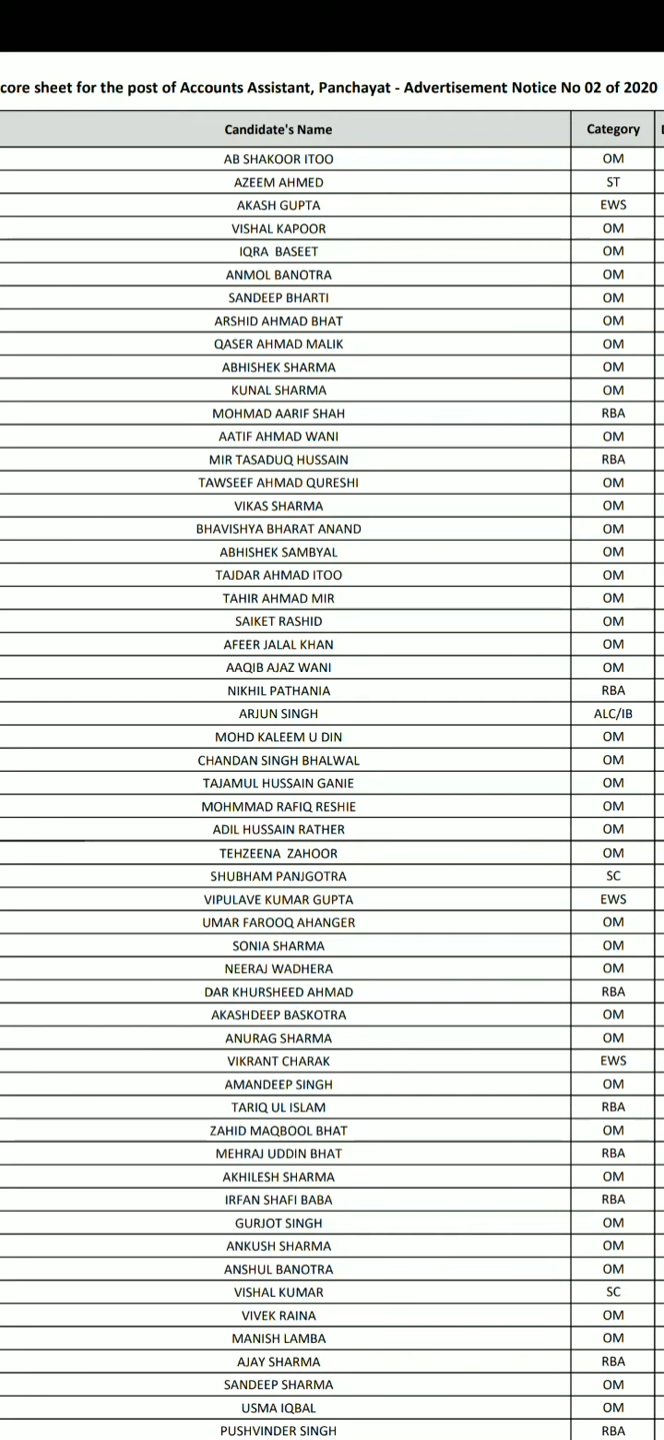 core sheet for the post of Accounts Assistant, Panchayat - Advertisement Notice No 02 of 2020
Candidate's Name Category
AB SHAKOOR ITOO OM
AZEEM AHMED ST
AKASH GUPTA EWS
VISHAL KAPOOR OM
IQRA BASEET OM
ANMOL BANOTRA OM
SANDEEP BHARTI OM
ARSHID AHMAD BHAT OM
QASER AHMAD MALIK OM
ABHISHEK SHARMA OM
KUNAL SHARMA OM
MOHMAD AARIF SHAH RBA
AATIF AHMAD WANI OM
MIR TASADUQ HUSSAIN RBA
TAWSEEF AHMAD QURESHI OM
VIKAS SHARMA OM
BHAVISHYA BHARAT ANAND OM
ABHISHEK SAMBYAL OM
TAJDAR AHMAD ITOO OM
TAHIR AHMAD MIR OM
SAIKET RASHID OM
AFEER JALAL KHAN OM
AAQIB AJAZ WANI OM
NIKHIL PATHANIA RBA
ARJUN SINGH ALC/IB
MOHD KALEEM U DIN OM
CHANDAN SINGH BHALWAL OM
TAJAMUL HUSSAIN GANIE OM
MOHMMAD RAFIQ RESHIE OM
ADIL HUSSAIN RATHER OM
TEHZEENA ZAHOOR OM
SHUBHAM PANJGOTRA SC
VIPULAVE KUMAR GUPTA EWS
UMAR FAROOQ AHANGER OM
SONIA SHARMA OM
NEERAJ WADHERA OM
DAR KHURSHEED AHMAD RBA
AKASHDEEP BASKOTRA OM
ANURAG SHARMA OM
VIKRANT CHARAK EWS
AMANDEEP SINGH OM
TARIQ UL ISLAM RBA
ZAHID MAQBOOL BHAT OM
MEHRAJ UDDIN BHAT RBA
AKHILESH SHARMA OM
IRFAN SHAFI BABA RBA
GURJOT SINGH OM
ANKUSH SHARMA OM
ANSHUL BANOTRA OM
VISHAL KUMAR SC
VIVEK RAINA OM
MANISH LAMBA OM
AJAY SHARMA RBA
SANDEEP SHARMA OM
USMA IQBAL OM
PUSHVINDER SINGH RBA